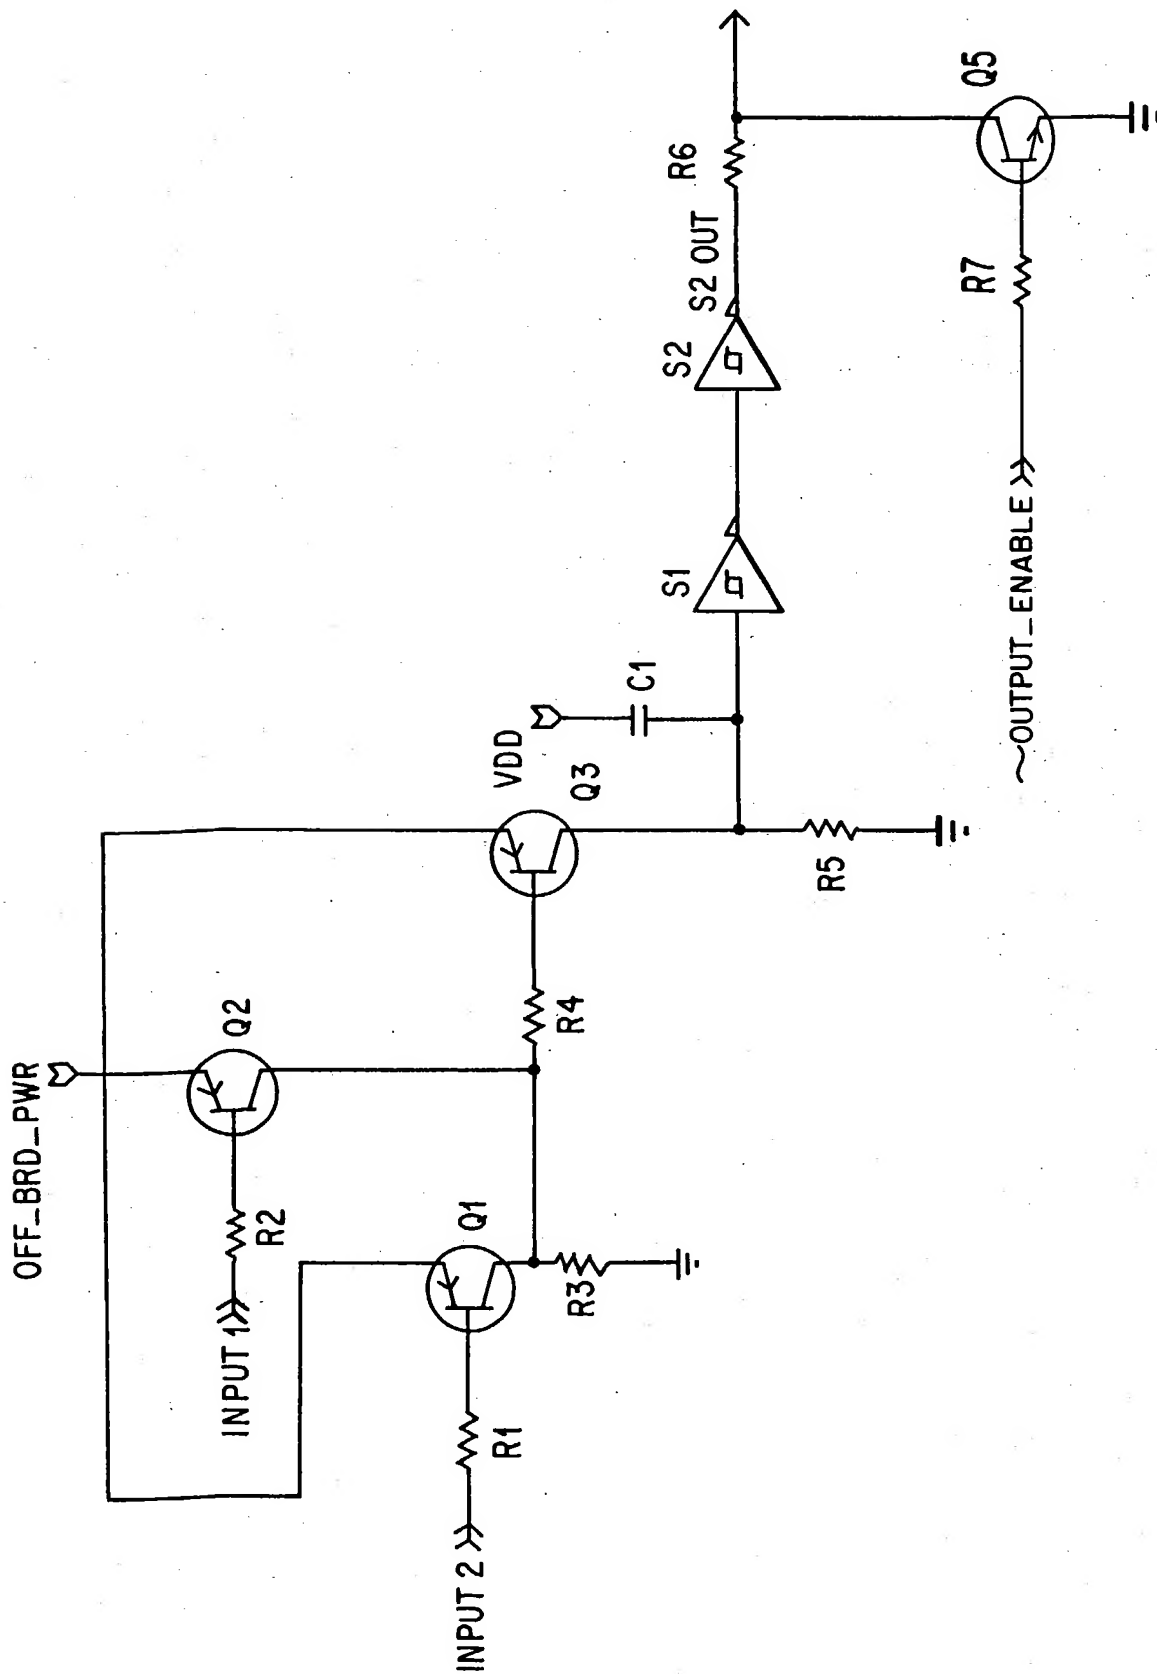 OFF_BRD_PWR
INPUT 1
R2
Q2
INPUT 2
R1
Q1
R3
R4
Q3
VDD
C1
R5
S1
S2
S2 OUT
R6
~OUTPUT_ENABLE
R7
Q5